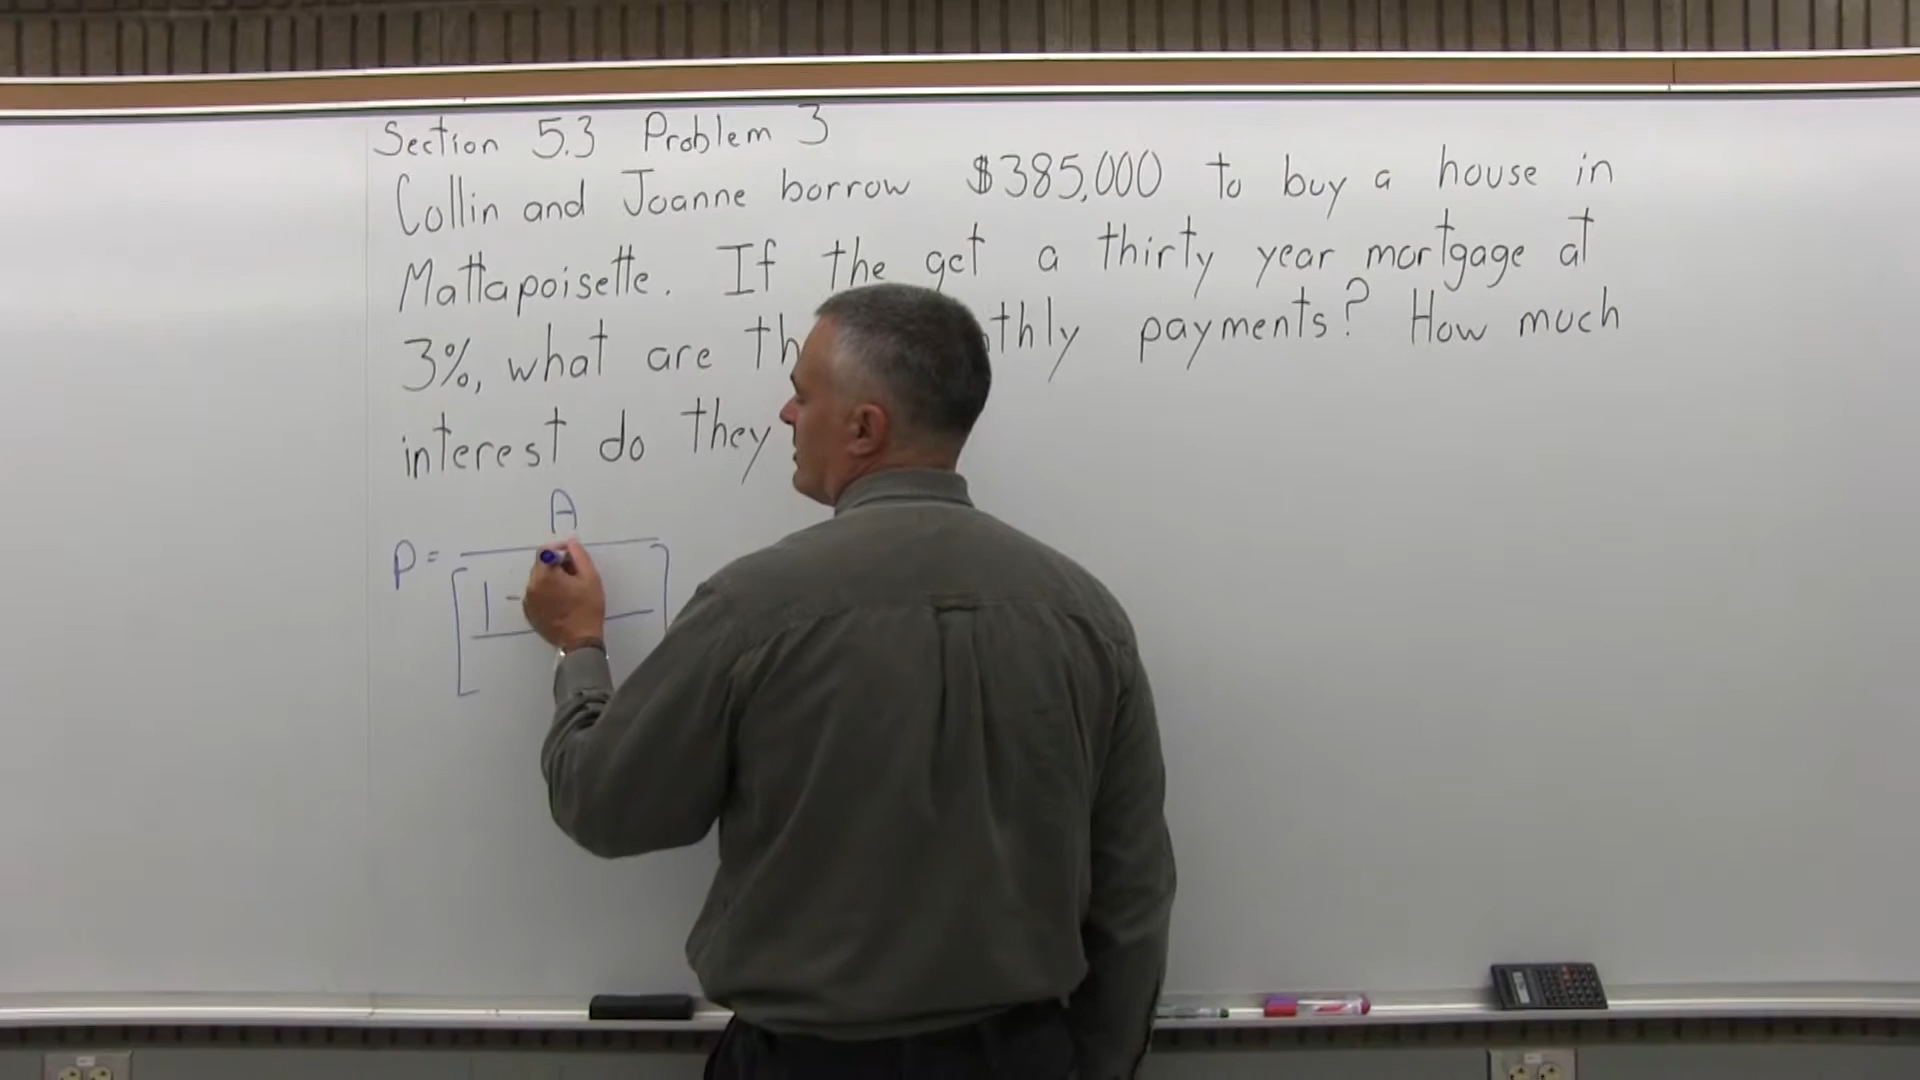 Section 5.3 Problem 3
Collin and Joanne borrow $385,000 to buy a house in
Mattapoisette. If the get a thirty year mortgage at
3%, what are th thly payments? How much
interest do they
A
P =
1 -